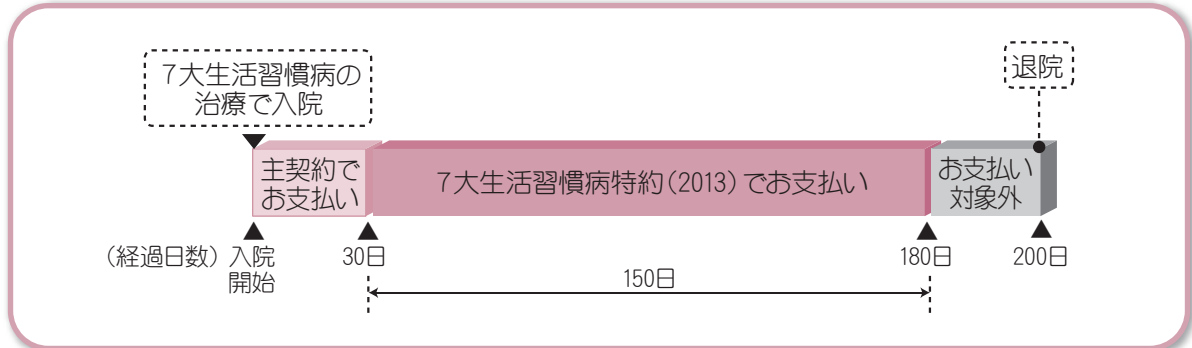 7大生活習慣病の
治療で入院
退院
主契約で
お支払い
7大生活習慣病特約(2013)でお支払い
お支払い
対象外
(経過日数)
入院
開始
30日
180日
200日
150日